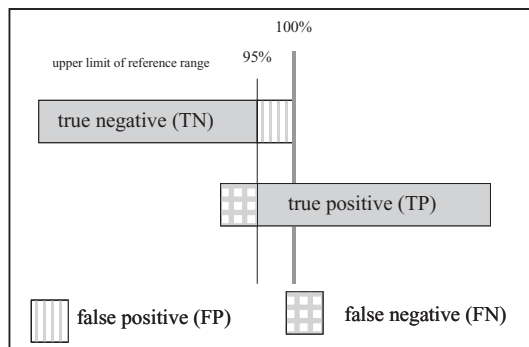 100%
upper limit of reference range 95%
true negative (TN)
true positive (TP)
false positive (FP)
false negative (FN)